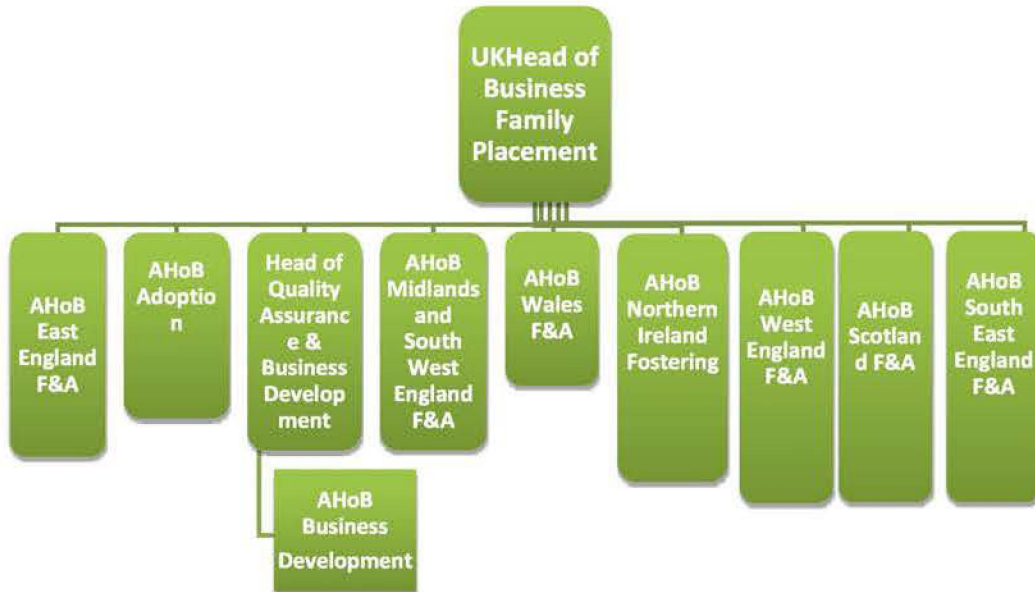 UKHead of
Business
Family
Placement
AHoB
East
England
F&A
AHoB
Adoptio
n
Head of
Quality
Assuranc
e &
Business
Develop
ment
AHoB
Midlands
and
South
West
England
F&A
AHoB
Wales
F&A
AHoB
Northern
Ireland
Fostering
AHoB
West
England
F&A
AHoB
Scotlan
d F&A
AHoB
South
East
England
F&A
AHoB
Business
Development